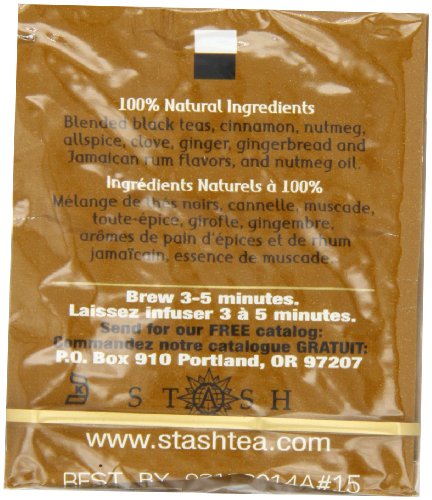 100% Natural Ingredients
Blended black teas, cinnamon, nutmeg,
allspice, clove, ginger, gingerbread and
Jamaican rum flavors, and nutmeg oil.
Ingrédients Naturels à 100%
Mélange de thés noirs, cannelle, muscade,
toute-épice, girofle, gingembre,
arômes de pain d'épices et de rhum
jamaïcain, essence de muscade.
Brew 3-5 minutes.
Laissez infuser 3 à 5 minutes.
Send for our FREE catalog:
Commandez notre catalogue GRATUIT:
P.O. Box 910 Portland, OR 97207
STASH
www.stashtea.com
BEST BY